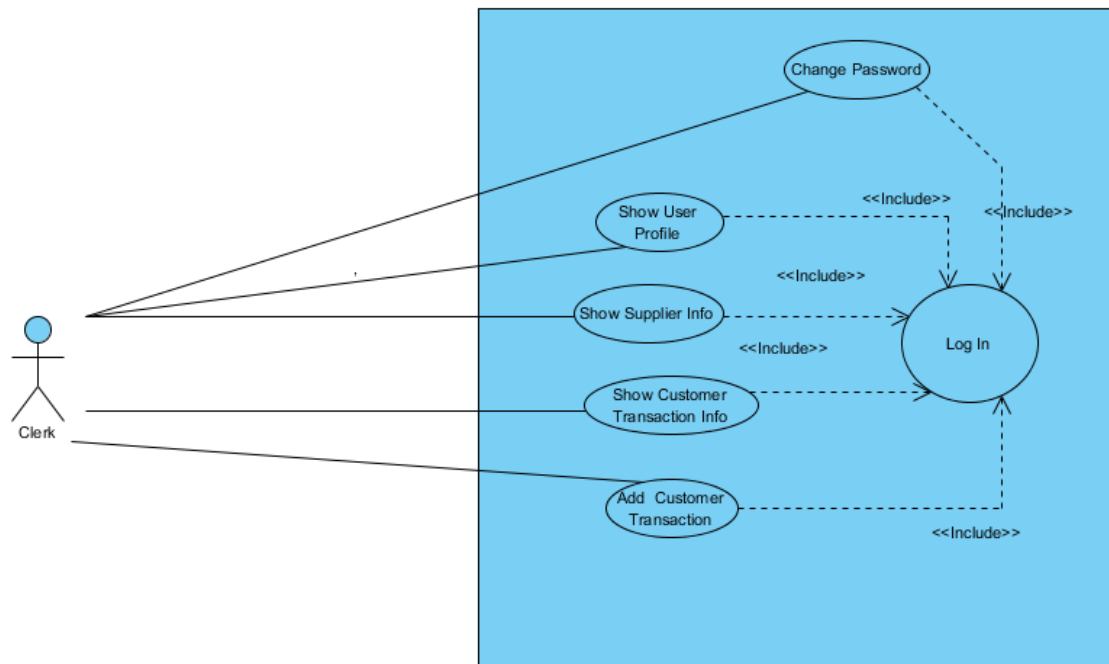 Change Password
<<Include>>
<<Include>>
Show User
Profile
<<Include>>
Show Supplier Info
Log In
<<Include>>
Show Customer
Transaction Info
Clerk
Add Customer
Transaction
<<Include>>